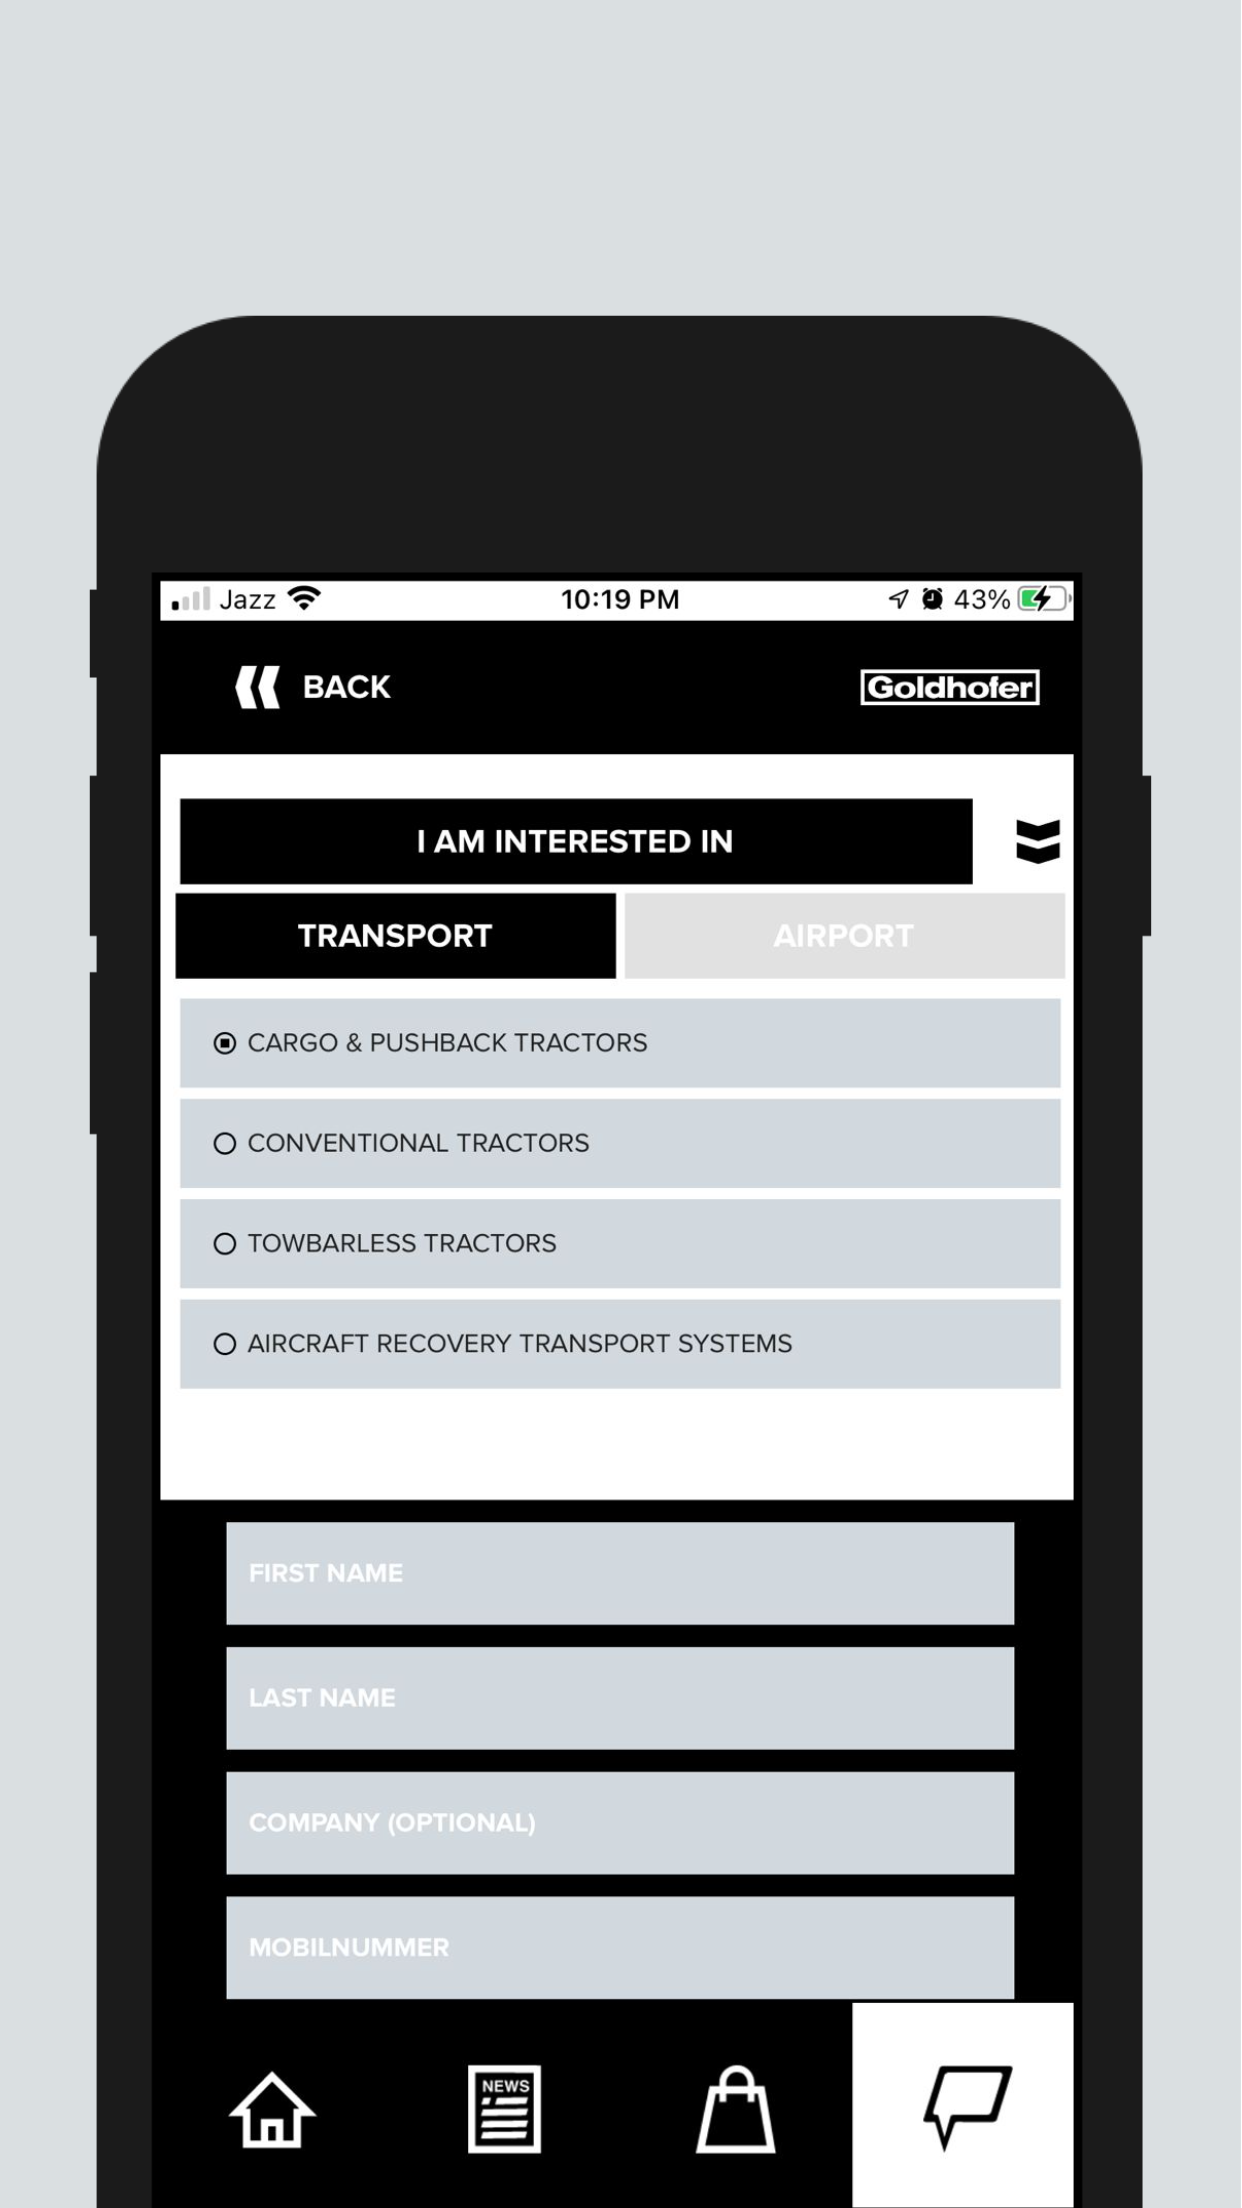 Jazz 10:19 PM 43%
BACK Goldhofer
I AM INTERESTED IN
TRANSPORT AIRPORT
CARGO & PUSHBACK TRACTORS
CONVENTIONAL TRACTORS
TOWBARLESS TRACTORS
AIRCRAFT RECOVERY TRANSPORT SYSTEMS
FIRST NAME
LAST NAME
COMPANY (OPTIONAL)
MOBILNUMMER
NEWS